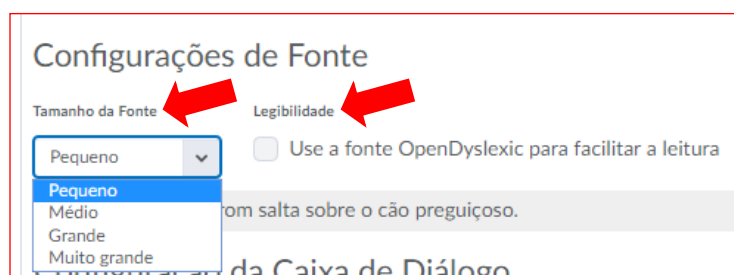 Configurações de Fonte
Tamanho da Fonte
Legibilidade
Pequeno
Use a fonte OpenDyslexic para facilitar a leitura
Pequeno
Médio
Grande
Muito grande
salta sobre o cão preguiçoso.
da Caixa de Diálogo